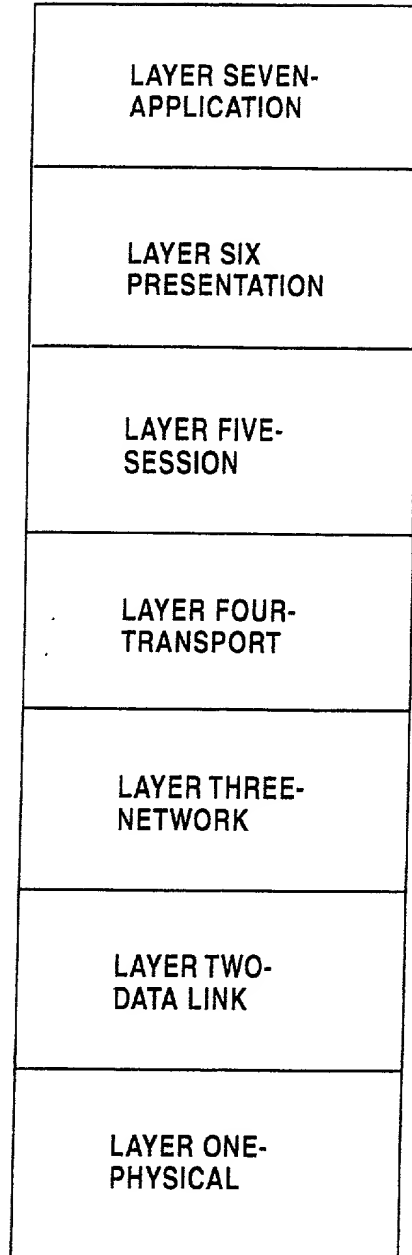 LAYER SEVEN-
APPLICATION
LAYER SIX
PRESENTATION
LAYER FIVE-
SESSION
LAYER FOUR-
TRANSPORT
LAYER THREE-
NETWORK
LAYER TWO-
DATA LINK
LAYER ONE-
PHYSICAL